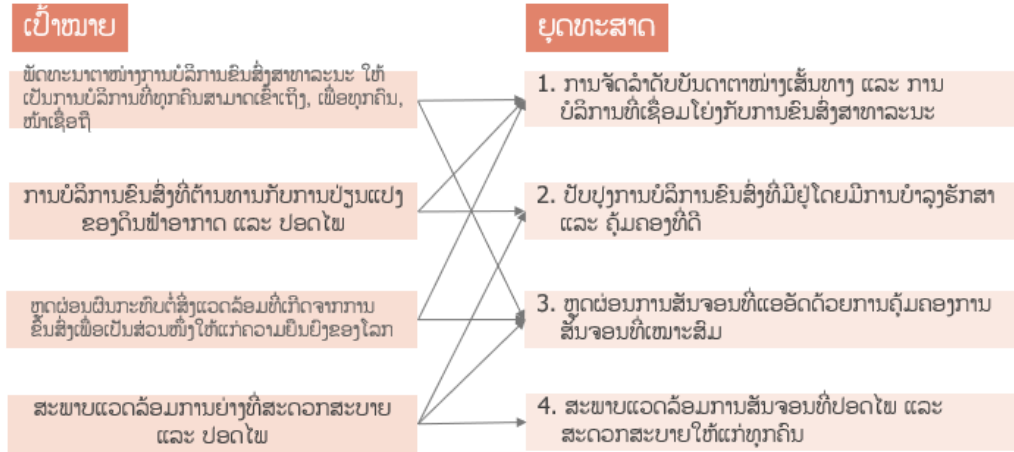 ເປົ້າໝາຍ
ພັດທະນາຕາໜ່າງການບໍລິການຂົນສົ່ງສາທາລະນະ ໃຫ້
ເປັນການບໍລິການທີ່ທຸກຄົນສາມາດເຂົ້າເຖິງ, ເພື່ອທຸກຄົນ,
ໜ້າເຊື່ອຖື
ການບໍລິການຂົນສົ່ງທີ່ຕ້ານທານກັບການປ່ຽນແປງ
ຂອງດິນຟ້າອາກາດ ແລະ ປອດໄພ
ຫຼຸດຜ່ອນຜົນກະທົບຕໍ່ສິ່ງແວດລ້ອມທີ່ເກີດຈາກການ
ຂົນສົ່ງເພື່ອເປັນສ່ວນໜຶ່ງໃຫ້ແກ່ຄວາມຍືນຍົງຂອງໂລກ
ສະພາບແວດລ້ອມການຍ່າງທີ່ສະດວກສະບາຍ
ແລະ ປອດໄພ
ຍຸດທະສາດ
1. ການຈັດລຳດັບບັນດາຕາໜ່າງເສັ້ນທາງ ແລະ ການ
ບໍລິການທີ່ເຊື່ອມໂຍ່ງກັບການຂົນສົ່ງສາທາລະນະ
2. ປັບປຸງການບໍລິການຂົນສົ່ງທີ່ມີຢູ່ໂດຍມີການບຳລຸງຮັກສາ
ແລະ ຄຸ້ມຄອງທີ່ດີ
3. ຫຼຸດຜ່ອນການສັນຈອນທີ່ແອອັດດ້ວຍການຄຸ້ມຄອງການ
ສັນຈອນທີ່ເໝາະສົມ
4. ສະພາບແວດລ້ອມການສັນຈອນທີ່ປອດໄພ ແລະ
ສະດວກສະບາຍໃຫ້ແກ່ທຸກຄົນ